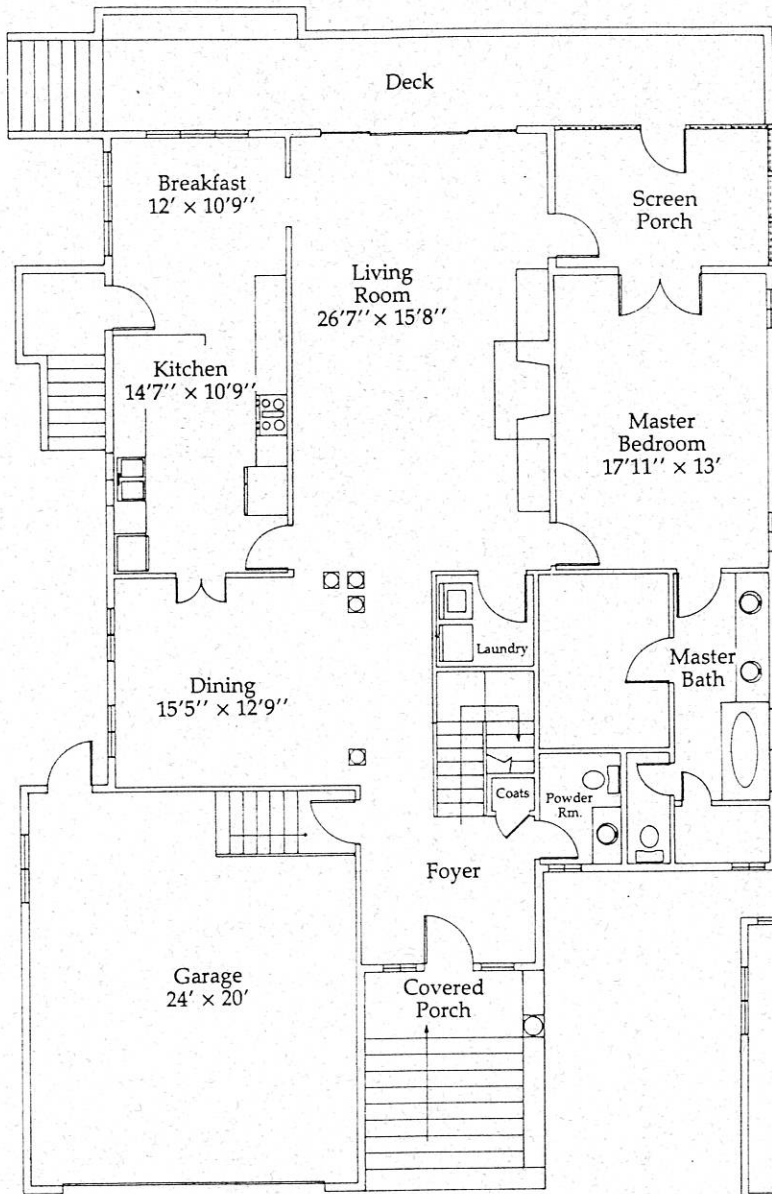 Deck
Breakfast
12' × 10'9''
Screen
Porch
Living
Room
26'7'' × 15'8''
Kitchen
14'7'' × 10'9''
Master
Bedroom
17'11'' × 13'
Laundry
Master
Bath
Dining
15'5'' × 12'9''
Coats
Powder
Rm.
Foyer
Garage
24' × 20'
Covered
Porch